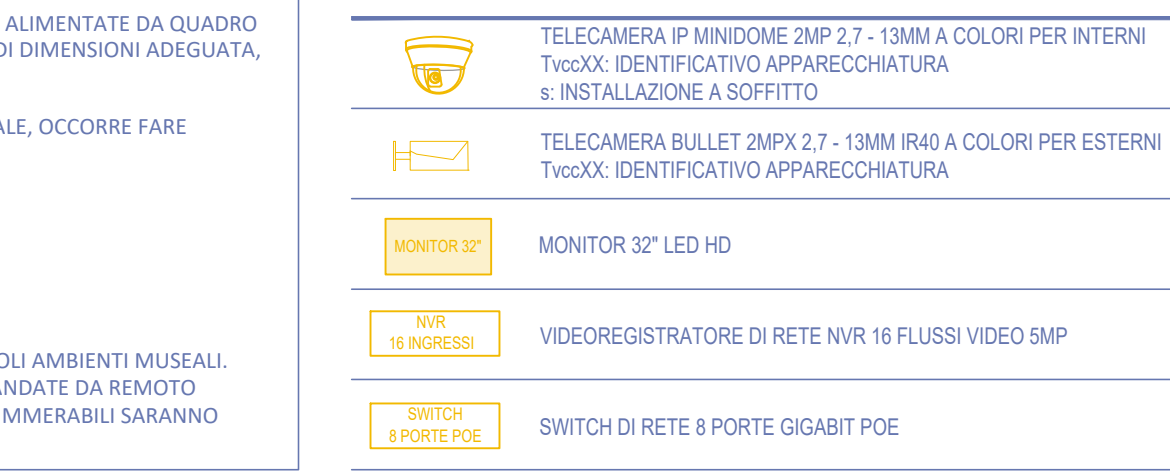 ALIMENTATE DA QUADRO
DI DIMENSIONI ADEGUATA,
ALE, OCCORRE FARE
OLI AMBIENTI MUSEALI.
ANDATE DA REMOTO
MMERABILI SARANNO
TELECAMERA IP MINIDOME 2MP 2,7 - 13MM A COLORI PER INTERNI
TvccXX: IDENTIFICATIVO APPARECCHIATURA
s: INSTALLAZIONE A SOFFITTO
TELECAMERA BULLET 2MPX 2,7 - 13MM IR40 A COLORI PER ESTERNI
TvccXX: IDENTIFICATIVO APPARECCHIATURA
MONITOR 32"
MONITOR 32" LED HD
NVR
16 INGRESSI
VIDEOREGISTRATORE DI RETE NVR 16 FLUSSI VIDEO 5MP
SWITCH
8 PORTE POE
SWITCH DI RETE 8 PORTE GIGABIT POE